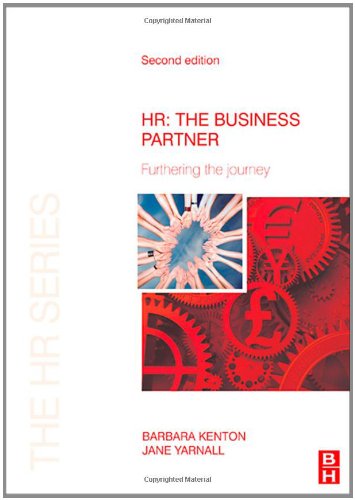 Copyrighted Material
Second edition
HR: THE BUSINESS
PARTNER
Furthering the journey
THE HR SERIES
£
BARBARA KENTON
JANE YARNALL
B
H
Copyrighted Material